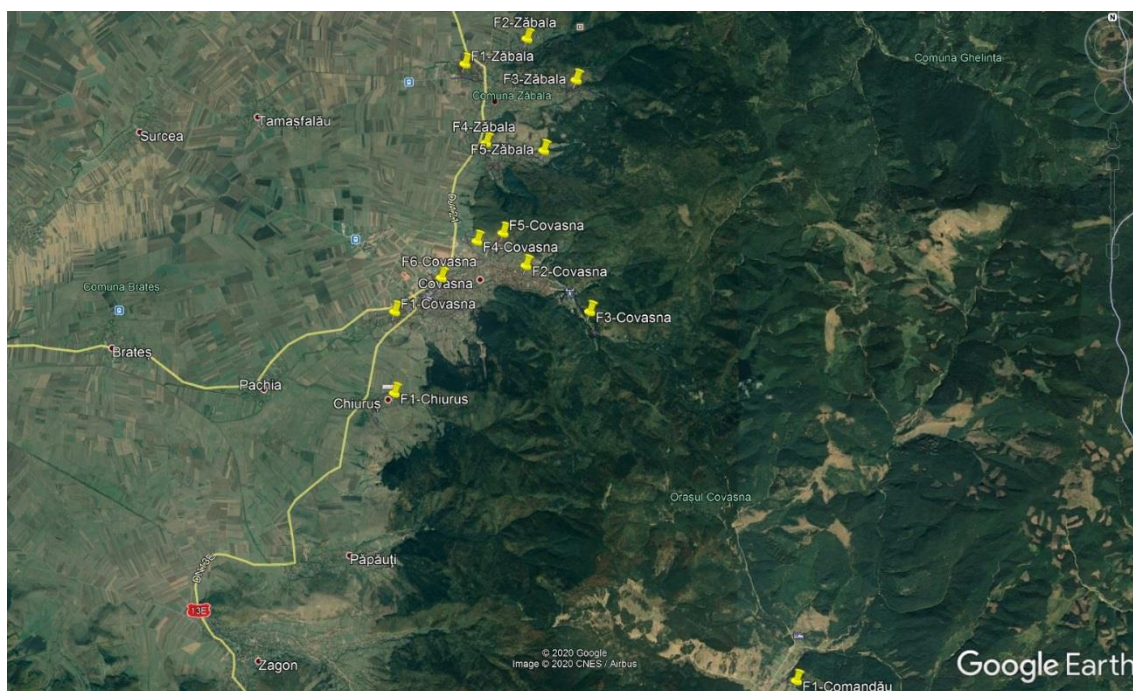 F2-Zăbala
N
F1-Zăbala
Comuna Ghelinta
F3-Zăbala
Comuna Zăbala
Tamașfalău
F4-Zăbala
Surcea
F5-Zăbala
F5-Covasna
F4-Covasna
F6-Covasna
F2-Covasna
Covasna
Comuna Brateș
F1-Covasna
F3-Covasna
Brateș
Pachia
Chiuruș
F1-Chiurus
Orașul Covasna
Păpăuți
13E
© 2020 Google
Image © 2020 CNES / Airbus
Zagon
Google Earth
F1-Comandău